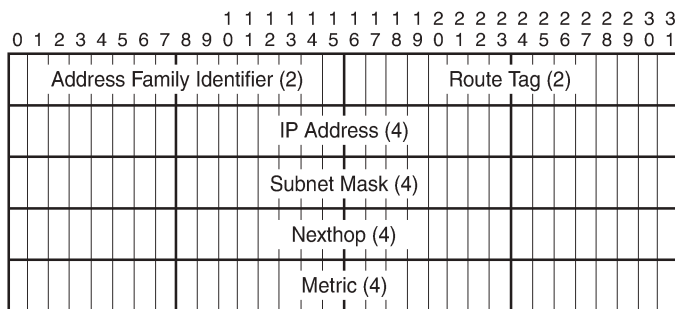 1 1 1 1 1 1 1 1 1 1 2 2 2 2 2 2 2 2 2 2 3 3
0 1 2 3 4 5 6 7 8 9 0 1 2 3 4 5 6 7 8 9 0 1 2 3 4 5 6 7 8 9 0 1
Address Family Identifier (2) Route Tag (2)
IP Address (4)
Subnet Mask (4)
Nexthop (4)
Metric (4)